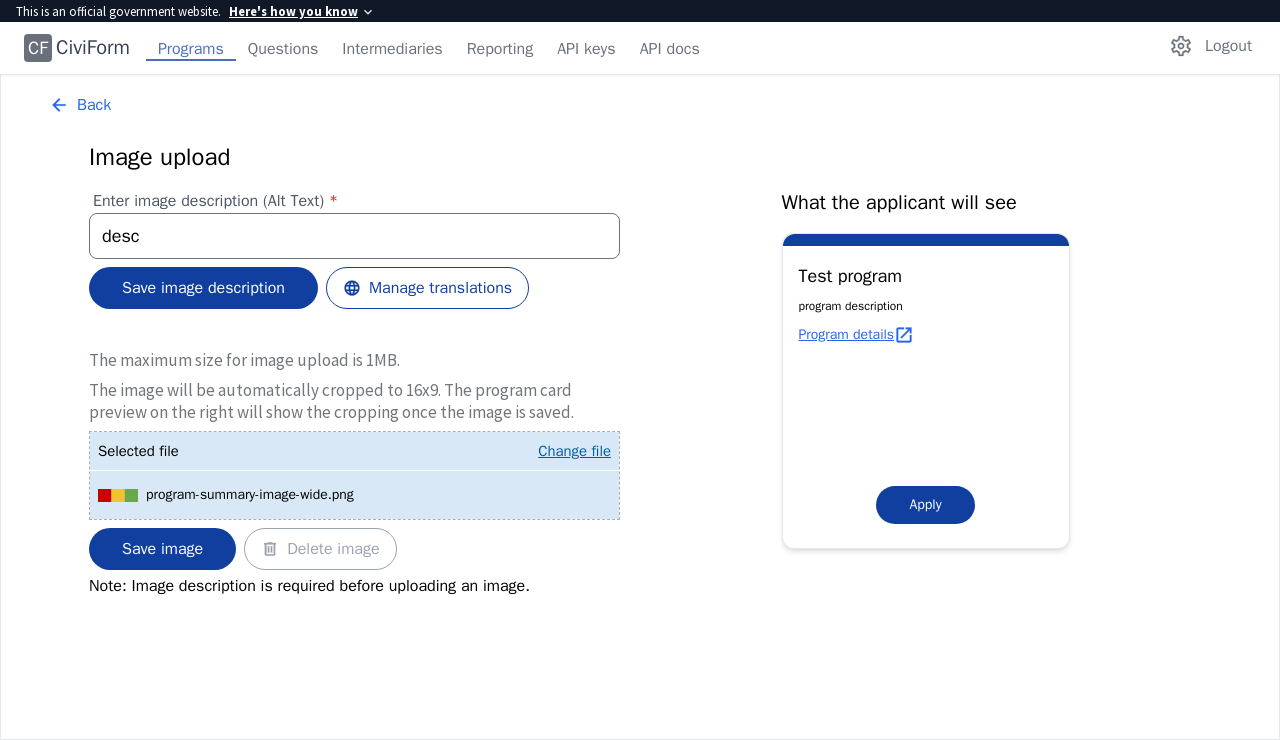 This is an official government website. Here's how you know
CF CiviForm Programs Questions Intermediaries Reporting API keys API docs Logout
Back
Image upload
Enter image description (Alt Text) *
desc
Save image description Manage translations
The maximum size for image upload is 1MB.
The image will be automatically cropped to 16x9. The program card
preview on the right will show the cropping once the image is saved.
Selected file Change file
program-summary-image-wide.png
Save image Delete image
Note: Image description is required before uploading an image.
What the applicant will see
Test program
program description
Program details
Apply